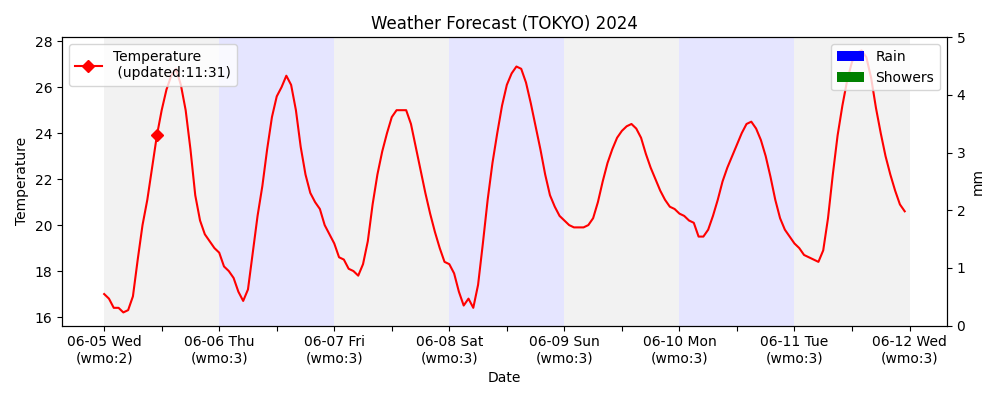 Weather Forecast (TOKYO) 2024
Temperature
(updated:11:31)
Rain
Showers
28
26
24
22
20
18
16
Temperature
5
4
3
2
1
0
mm
06-05 Wed
(wmo:2)
06-06 Thu
(wmo:3)
06-07 Fri
(wmo:3)
06-08 Sat
(wmo:3)
06-09 Sun
(wmo:3)
06-10 Mon
(wmo:3)
06-11 Tue
(wmo:3)
06-12 Wed
(wmo:3)
Date